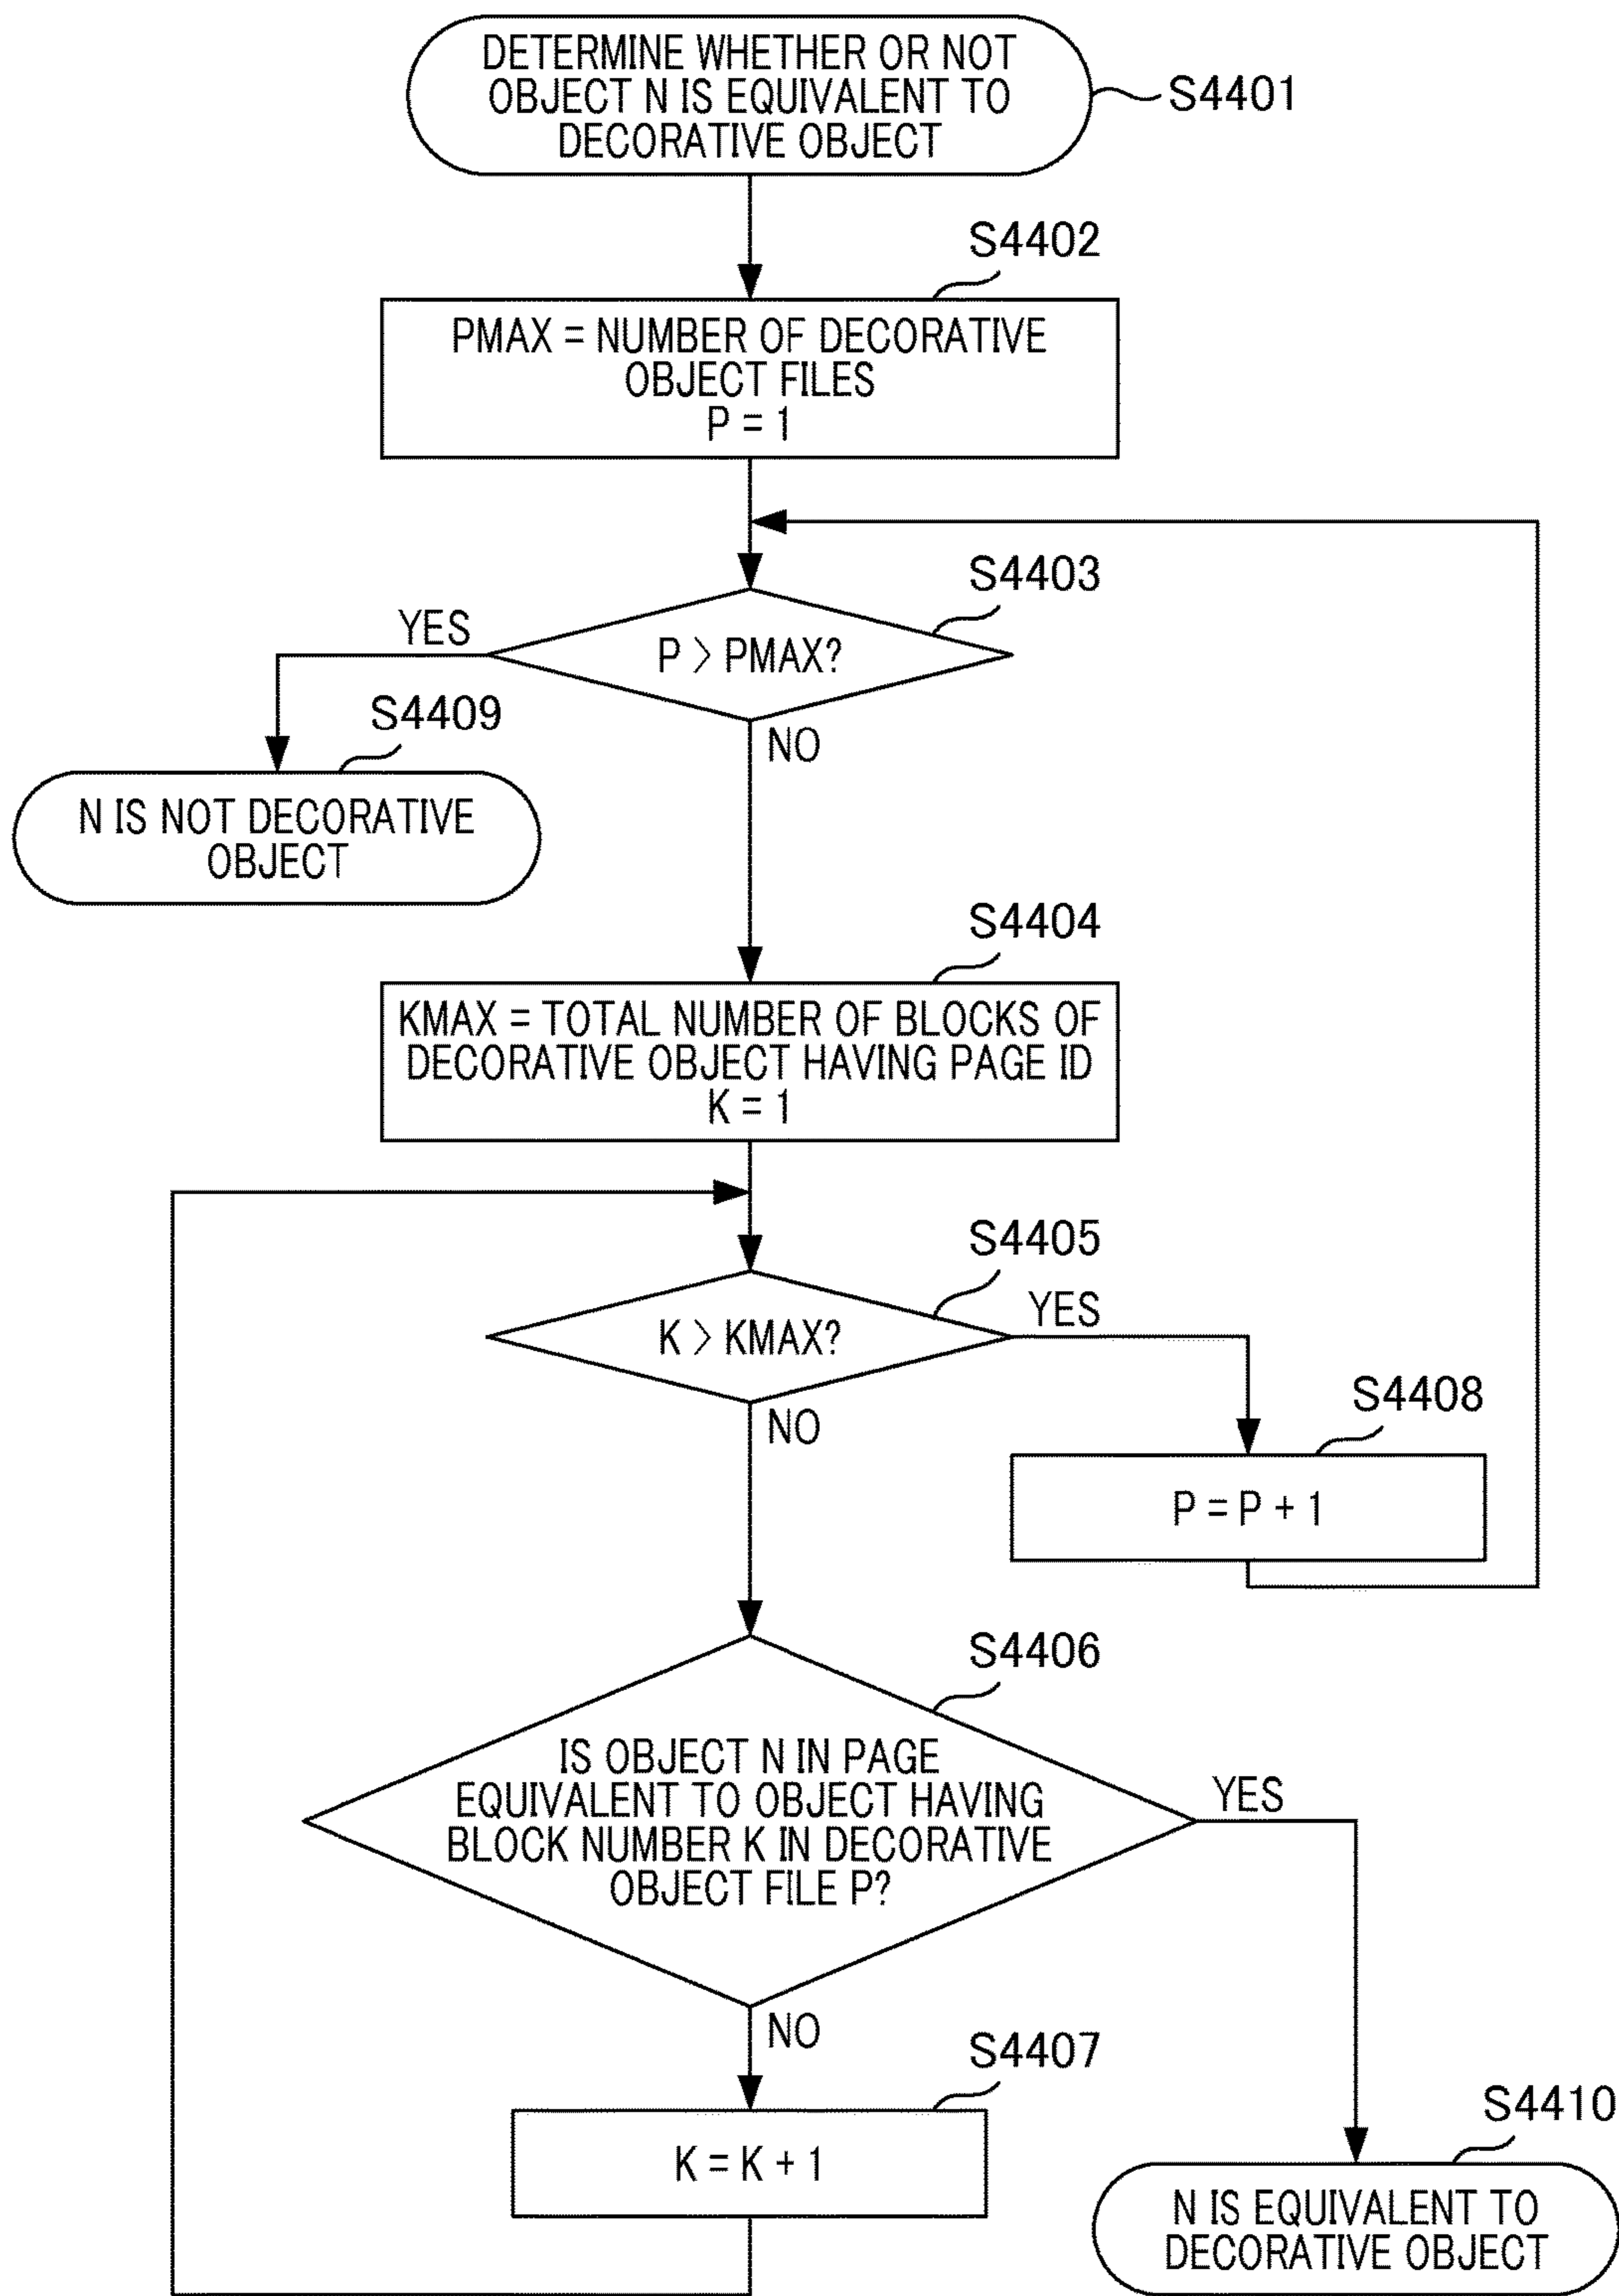 DETERMINE WHETHER OR NOT
OBJECT N IS EQUIVALENT TO
DECORATIVE OBJECT
S4401
S4402
PMAX = NUMBER OF DECORATIVE
OBJECT FILES
P = 1
S4403
YES
P > PMAX?
S4409
NO
N IS NOT DECORATIVE
OBJECT
S4404
KMAX = TOTAL NUMBER OF BLOCKS OF
DECORATIVE OBJECT HAVING PAGE ID
K = 1
S4405
YES
K > KMAX?
S4408
NO
P = P + 1
S4406
IS OBJECT N IN PAGE
EQUIVALENT TO OBJECT HAVING
BLOCK NUMBER K IN DECORATIVE
OBJECT FILE P?
YES
NO
S4407
K = K + 1
S4410
N IS EQUIVALENT TO
DECORATIVE OBJECT